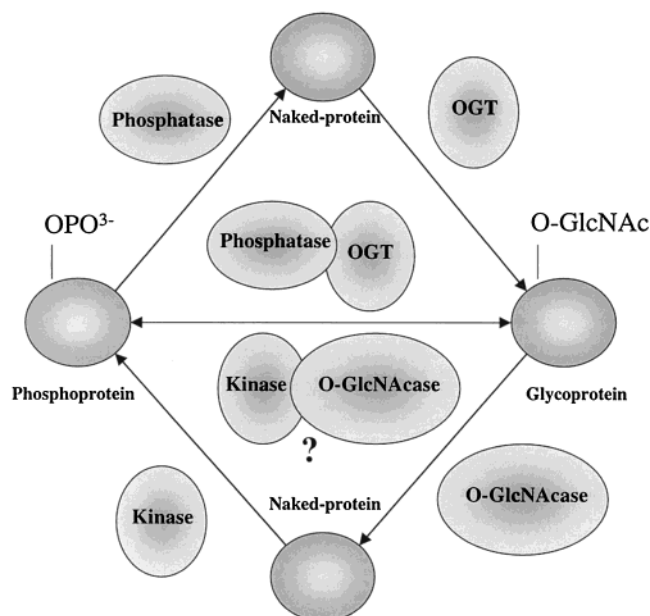 Phosphatase
Naked-protein
OGT
OPO³⁻
O-GlcNAc
Phosphatase
OGT
Kinase
O-GlcNAcase
Phosphoprotein
Glycoprotein
?
Kinase
Naked-protein
O-GlcNAcase